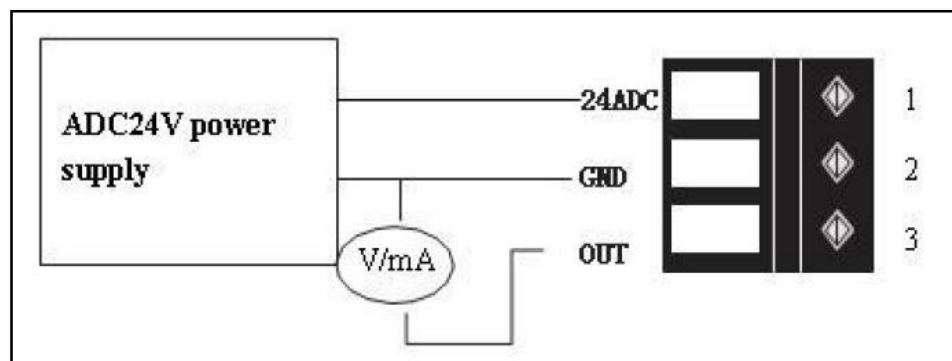 ADC24V power
supply
24ADC
GND
OUT
V/mA
1
2
3